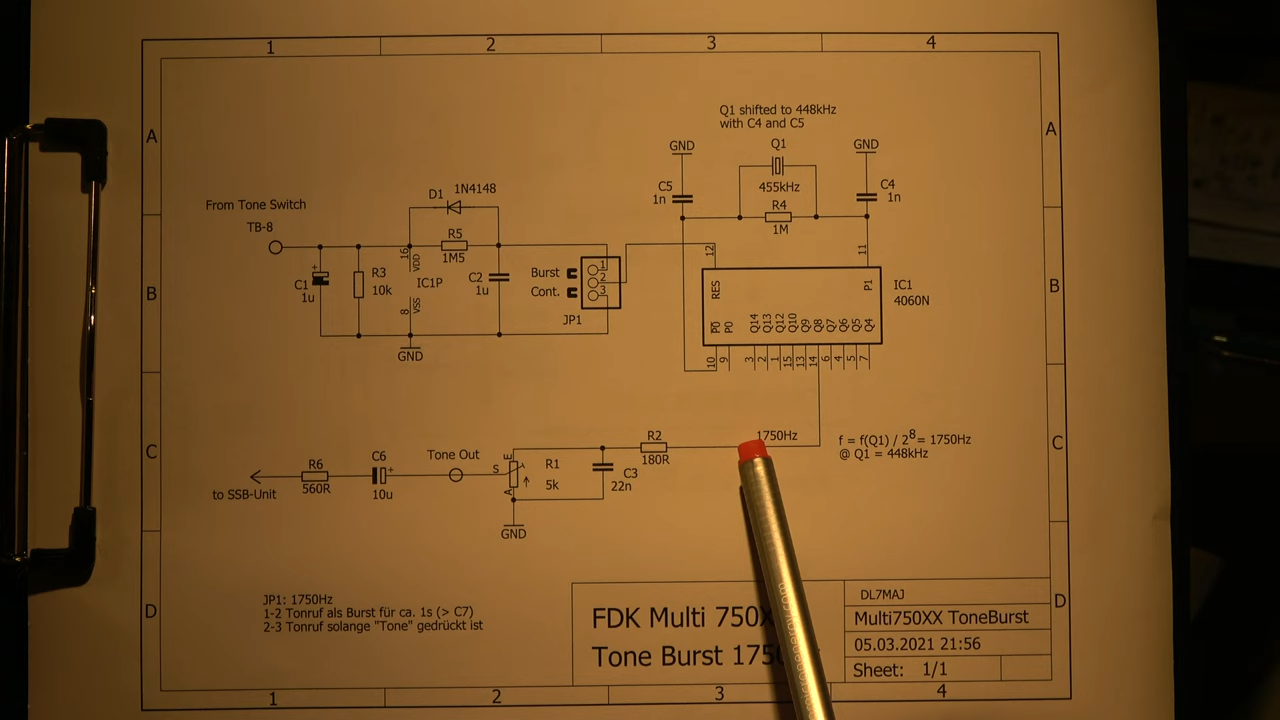 1 2 3 4
A A
Q1 shifted to 448kHz
with C4 and C5
GND Q1 GND
C5 1n 455kHz C4 1n
R4
1M
From Tone Switch
TB-8
D1 1N4148
R5
1M5
16 VDD
IC1P
8 VSS
C1 1u
+
R3
10k
C2
1u
GND
Burst 1
2
Cont. 3
JP1
B B
12 11
RES P1
IC1
4060N
P0 P0 Q14 Q13 Q12 Q10 Q9 Q8 Q7 Q6 Q5 Q4
10 9 3 2 1 15 13 14 6 4 5 7
C C
1750Hz
f = f(Q1) / 2⁸ = 1750Hz
@ Q1 = 448kHz
R2
180R
C3
22n
R1
5k
E
S
A
GND
Tone Out
C6
+
10u
R6
560R
to SSB-Unit
D D
JP1: 1750Hz
1-2 Tonruf als Burst für ca. 1s (> C7)
2-3 Tonruf solange "Tone" gedrückt ist
FDK Multi 750X
Tone Burst 175
DL7MAJ
Multi750XX ToneBurst
05.03.2021 21:56
Sheet: 1/1
1 2 3 4